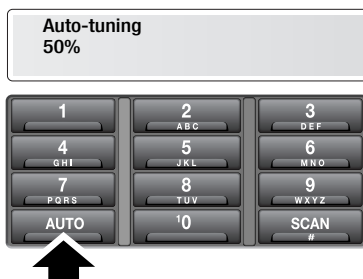 Auto-tuning
50%
1 2 3
ABC DEF
4 5 6
GHI JKL MNO
7 8 9
PQRS TUV WXYZ
AUTO ¹0 SCAN
#